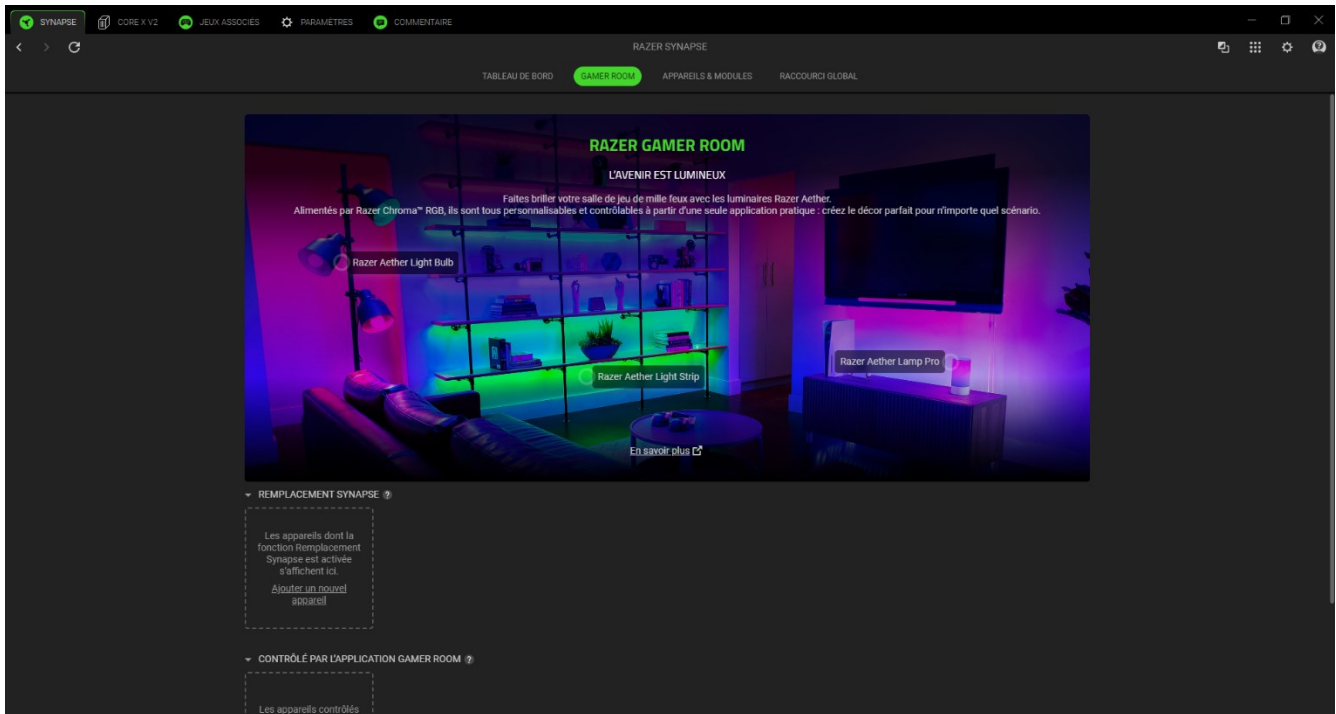 SYNAPSE
CORE X V2
JEUX ASSOCIÉS
PARAMÈTRES
COMMENTAIRE
RAZER SYNAPSE
TABLEAU DE BORD
GAMER ROOM
APPAREILS & MODULES
RACCOURCI GLOBAL
RAZER GAMER ROOM
L'AVENIR EST LUMINEUX
Faites briller votre salle de jeu de mille feux avec les luminaires Razer Aether.
Alimentés par Razer Chroma™ RGB, ils sont tous personnalisables et contrôlables à partir d'une seule application pratique : créez le décor parfait pour n'importe quel scénario.
Razer Aether Light Bulb
Razer Aether Lamp Pro
Razer Aether Light Strip
En savoir plus
REMPLACEMENT SYNAPSE ?
Les appareils dont la
fonction Remplacement
Synapse est activée
s'affichent ici.
Ajouter un nouvel
appareil
CONTRÔLÉ PAR L'APPLICATION GAMER ROOM ?
Les appareils contrôlés